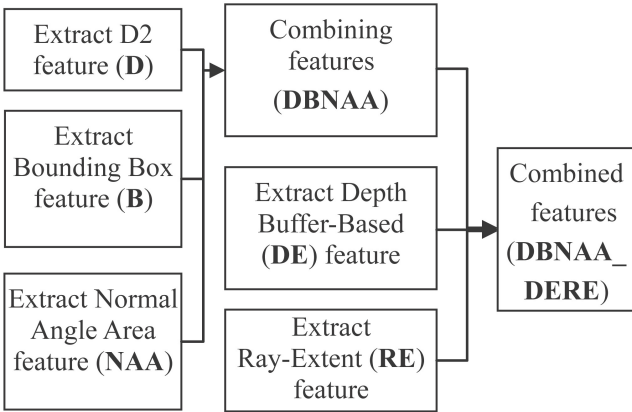 Extract D2
feature (D)
Extract
Bounding Box
feature (B)
Extract Normal
Angle Area
feature (NAA)
Combining
features
(DBNAA)
Extract Depth
Buffer-Based
(DE) feature
Extract
Ray-Extent (RE)
feature
Combined
features
(DBNAA_
DERE)